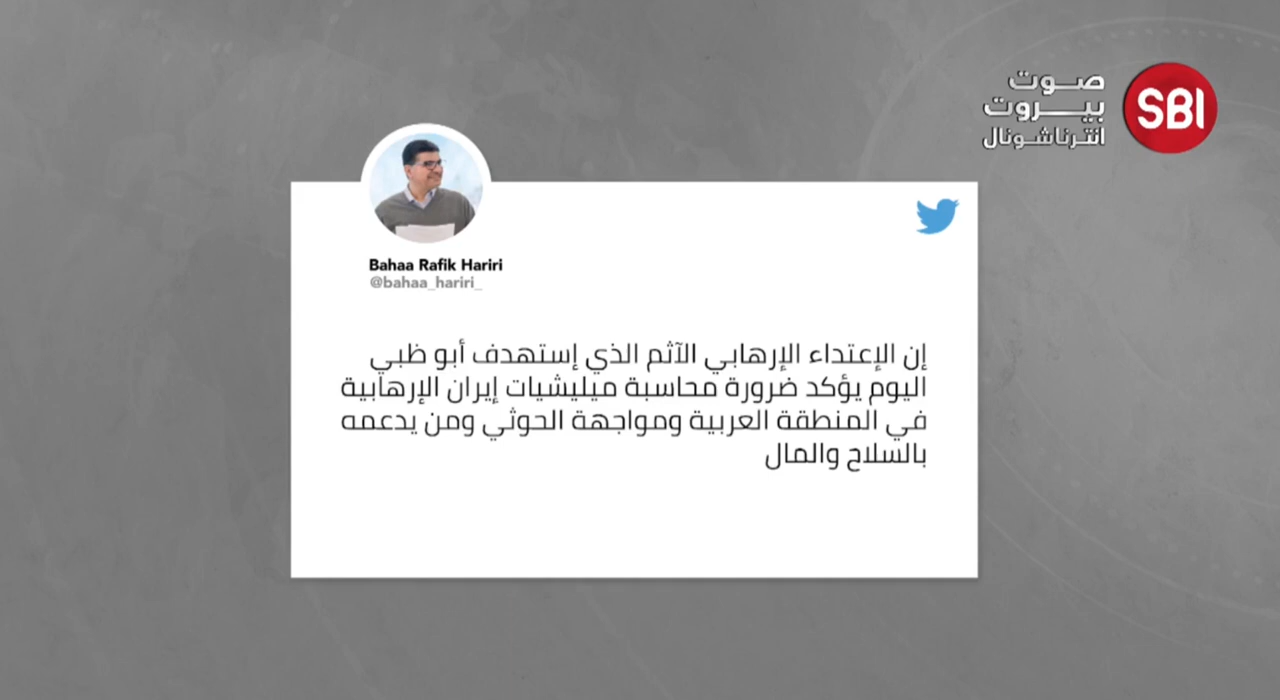 صوت
بيروت
انترناشونال
SBI
Bahaa Rafik Hariri
@bahaa_hariri_
إن الإعتداء الإرهابي الآثم الذي إستهدف أبو ظبي
اليوم يؤكد ضرورة محاسبة ميليشيات إيران الإرهابية
في المنطقة العربية ومواجهة الحوثي ومن يدعمه
بالسلاح والمال